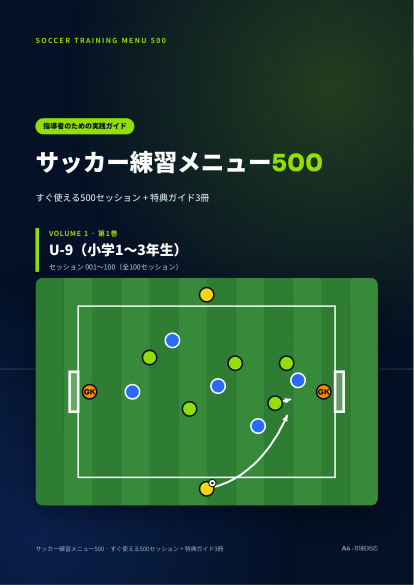 SOCCER TRAINING MENU 500
指導者のための実践ガイド
サッカー練習メニュー500
すぐ使える500セッション + 特典ガイド3冊
VOLUME 1 · 第1巻
U-9（小学1〜3年生）
セッション 001〜100（全100セッション）
GK
GK
サッカー練習メニュー500 · すぐ使える500セッション + 特典ガイド3冊
A4 · 印刷対応